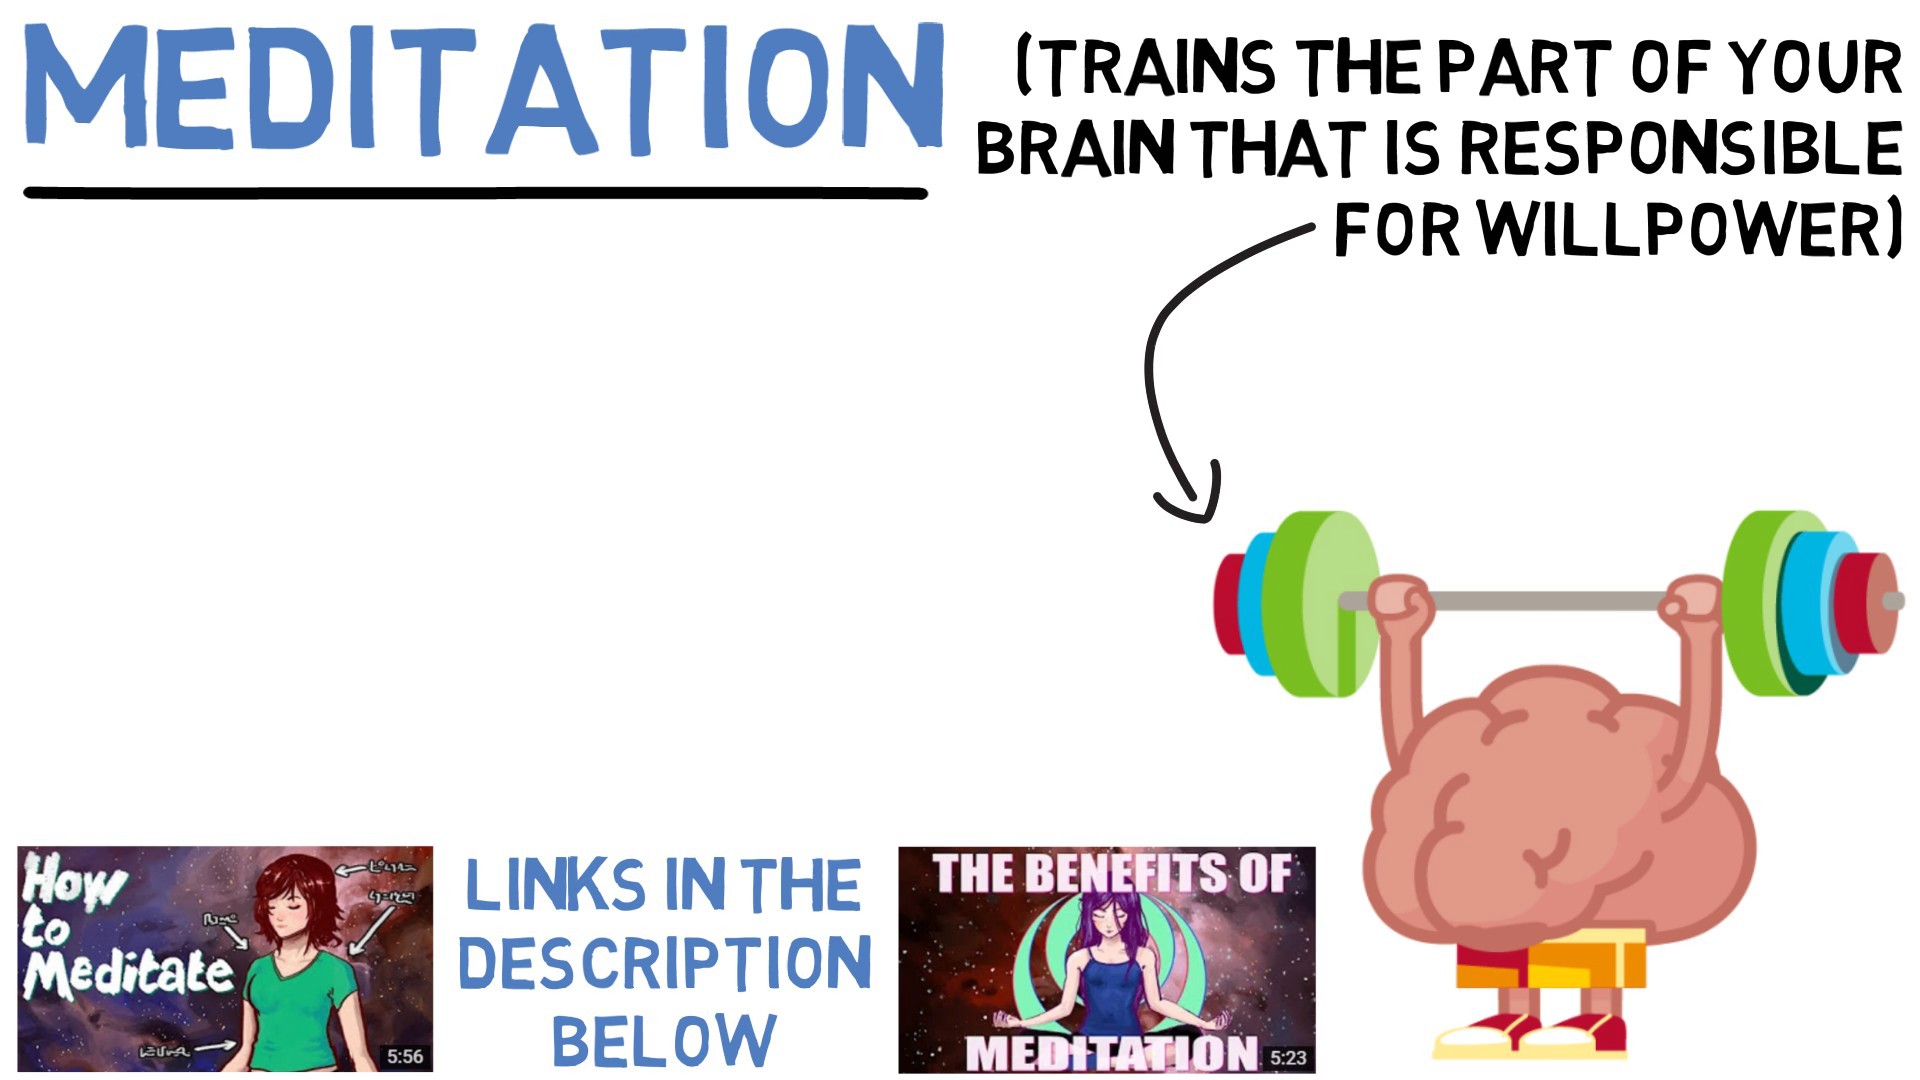 MEDITATION
(TRAINS THE PART OF YOUR
BRAIN THAT IS RESPONSIBLE
FOR WILLPOWER)
How
to
Meditate
5:56
LINKS IN THE
DESCRIPTION
BELOW
THE BENEFITS OF
MEDITATION
5:23